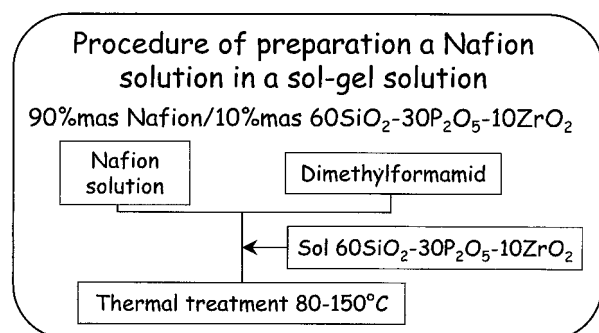 Procedure of preparation a Nafion
solution in a sol-gel solution
90%mas Nafion/10%mas 60SiO₂-30P₂O₅-10ZrO₂
Nafion
solution
Dimethylformamid
Sol 60SiO₂-30P₂O₅-10ZrO₂
Thermal treatment 80-150°C